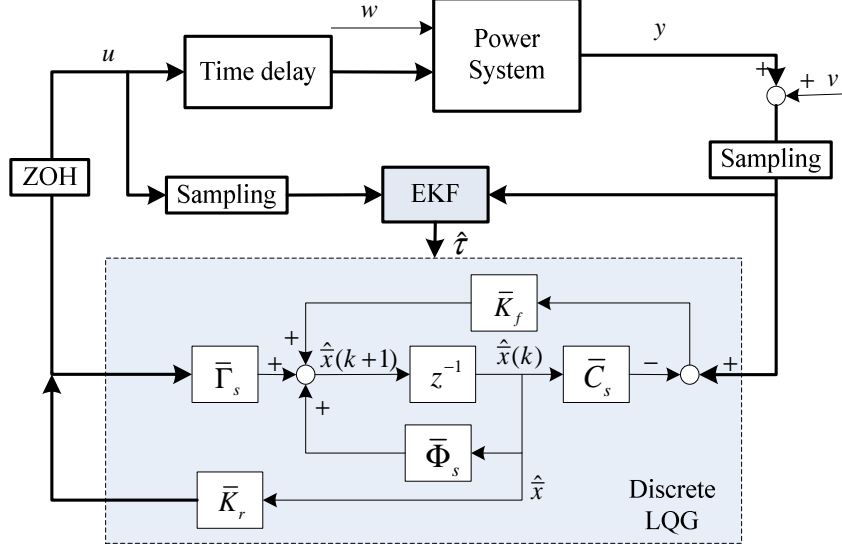 w
u
Time delay
Power
System
y
+
+ v
ZOH
Sampling
EKF
Sampling
τ̂
K̄_f
+
Γ̄_s
+
x̄̂(k+1)
z⁻¹
x̄̂(k)
C̄_s
−
+
+
Φ̄_s
K̄_r
x̄̂
Discrete
LQG